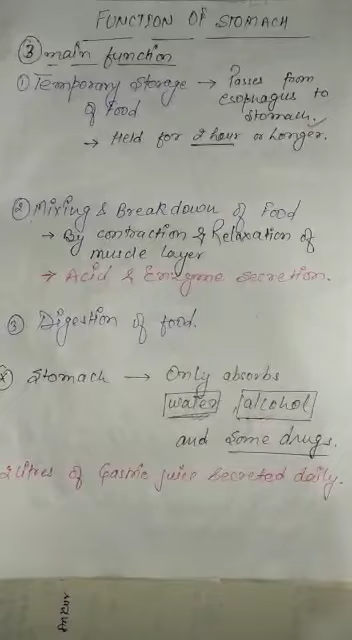 FUNCTION OF STOMACH
③ main function
① Temporary Storage → Passes from
of Food esophagus to
stomach.
→ Held for 2 hour or longer.
② Mixing & Breakdown of Food
→ By contraction & Relaxation of
muscle layer
→ Acid & Enzyme secretion.
③ Digestion of food.
Stomach → Only absorbs
water, alcohol
and some drugs.
2 litres of Gastric juice secreted daily.
Ankur